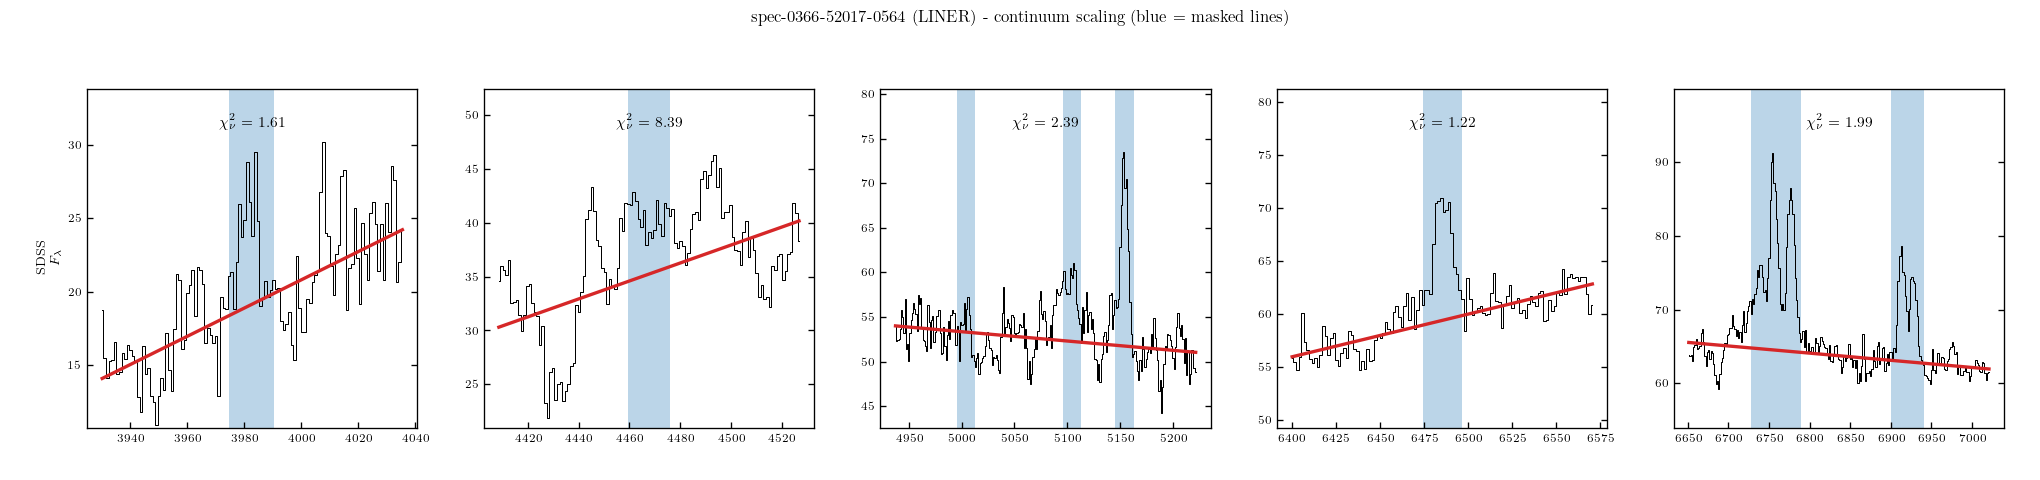 spec-0366-52017-0564 (LINER) - continuum scaling (blue = masked lines)
SDSS
Fλ
χ²ν = 1.61
15
20
25
30
3940 3960 3980 4000 4020 4040
χ²ν = 8.39
25
30
35
40
45
50
4420 4440 4460 4480 4500 4520
χ²ν = 2.39
45
50
55
60
65
70
75
80
4950 5000 5050 5100 5150 5200
χ²ν = 1.22
50
55
60
65
70
75
80
6400 6425 6450 6475 6500 6525 6550 6575
χ²ν = 1.99
60
70
80
90
6650 6700 6750 6800 6850 6900 6950 7000